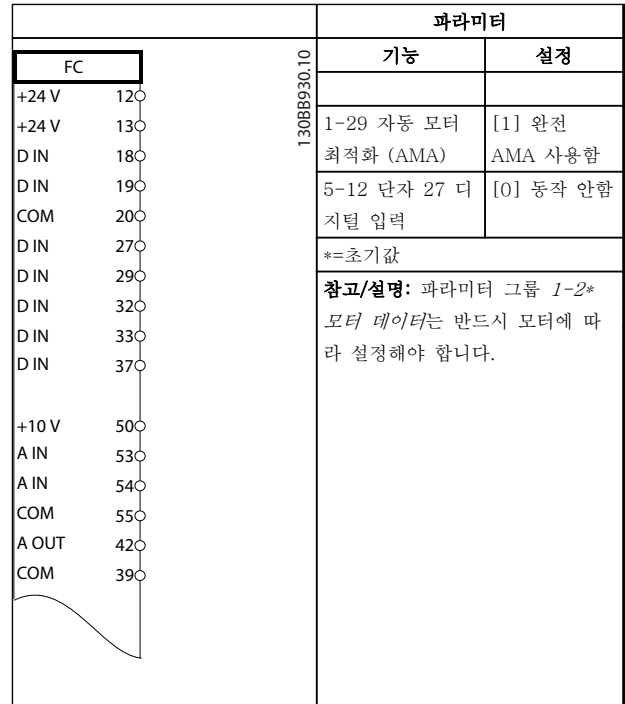 FC
+24 V 12
+24 V 13
D IN 18
D IN 19
COM 20
D IN 27
D IN 29
D IN 32
D IN 33
D IN 37
+10 V 50
A IN 53
A IN 54
COM 55
A OUT 42
COM 39
130BB930.10
파라미터
기능 설정
1-29 자동 모터 [1] 완전
최적화 (AMA) AMA 사용함
5-12 단자 27 디 [0] 동작 안함
지털 입력
*=초기값
참고/설명: 파라미터 그룹 1-2*
모터 데이터는 반드시 모터에 따
라 설정해야 합니다.